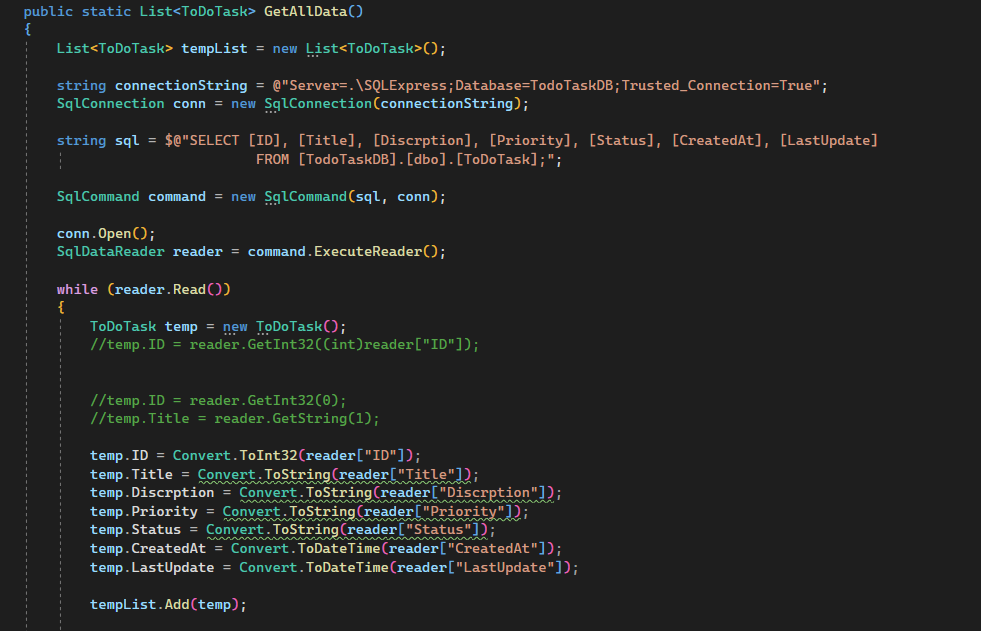 public static List<ToDoTask> GetAllData()
{
List<ToDoTask> tempList = new List<ToDoTask>();
string connectionString = @"Server=.\SQLExpress;Database=TodoTaskDB;Trusted_Connection=True";
SqlConnection conn = new SqlConnection(connectionString);
string sql = $@"SELECT [ID], [Title], [Discrption], [Priority], [Status], [CreatedAt], [LastUpdate]
FROM [TodoTaskDB].[dbo].[ToDoTask];";
SqlCommand command = new SqlCommand(sql, conn);
conn.Open();
SqlDataReader reader = command.ExecuteReader();
while (reader.Read())
{
ToDoTask temp = new ToDoTask();
//temp.ID = reader.GetInt32((int)reader["ID"]);
//temp.ID = reader.GetInt32(0);
//temp.Title = reader.GetString(1);
temp.ID = Convert.ToInt32(reader["ID"]);
temp.Title = Convert.ToString(reader["Title"]);
temp.Discrption = Convert.ToString(reader["Discrption"]);
temp.Priority = Convert.ToString(reader["Priority"]);
temp.Status = Convert.ToString(reader["Status"]);
temp.CreatedAt = Convert.ToDateTime(reader["CreatedAt"]);
temp.LastUpdate = Convert.ToDateTime(reader["LastUpdate"]);
tempList.Add(temp);